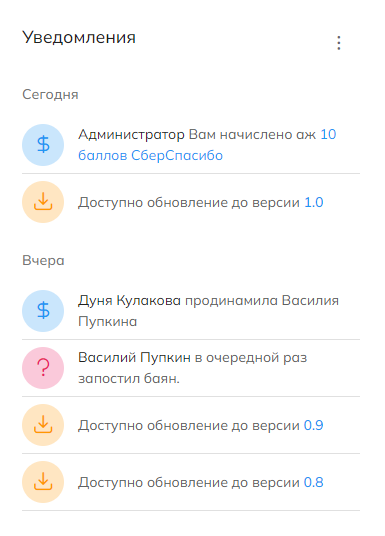 Уведомления
Сегодня
Администратор Вам начислено аж 10
баллов СберСпасибо
Доступно обновление до версии 1.0
Вчера
Дуня Кулакова продинамила Василия
Пупкина
Василий Пупкин в очередной раз
запостил баян.
Доступно обновление до версии 0.9
Доступно обновление до версии 0.8